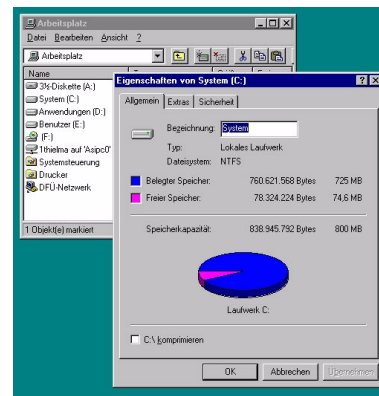 Arbeitsplatz
Datei Bearbeiten Ansicht ?
Arbeitsplatz
Name
3½-Diskette (A:)
System (C:)
Anwendungen (D:)
Benutzer (E:)
(F:)
1thielma auf 'Asipc0'
Systemsteuerung
Drucker
DFÜ-Netzwerk
1 Objekt(e) markiert
Eigenschaften von System (C:)
Allgemein Extras Sicherheit
Bezeichnung: System
Typ: Lokales Laufwerk
Dateisystem: NTFS
Belegter Speicher: 760.621.568 Bytes 725 MB
Freier Speicher: 78.324.224 Bytes 74,6 MB
Speicherkapazität: 838.945.792 Bytes 800 MB
Laufwerk C:
C:\ komprimieren
OK Abbrechen Übernehmen